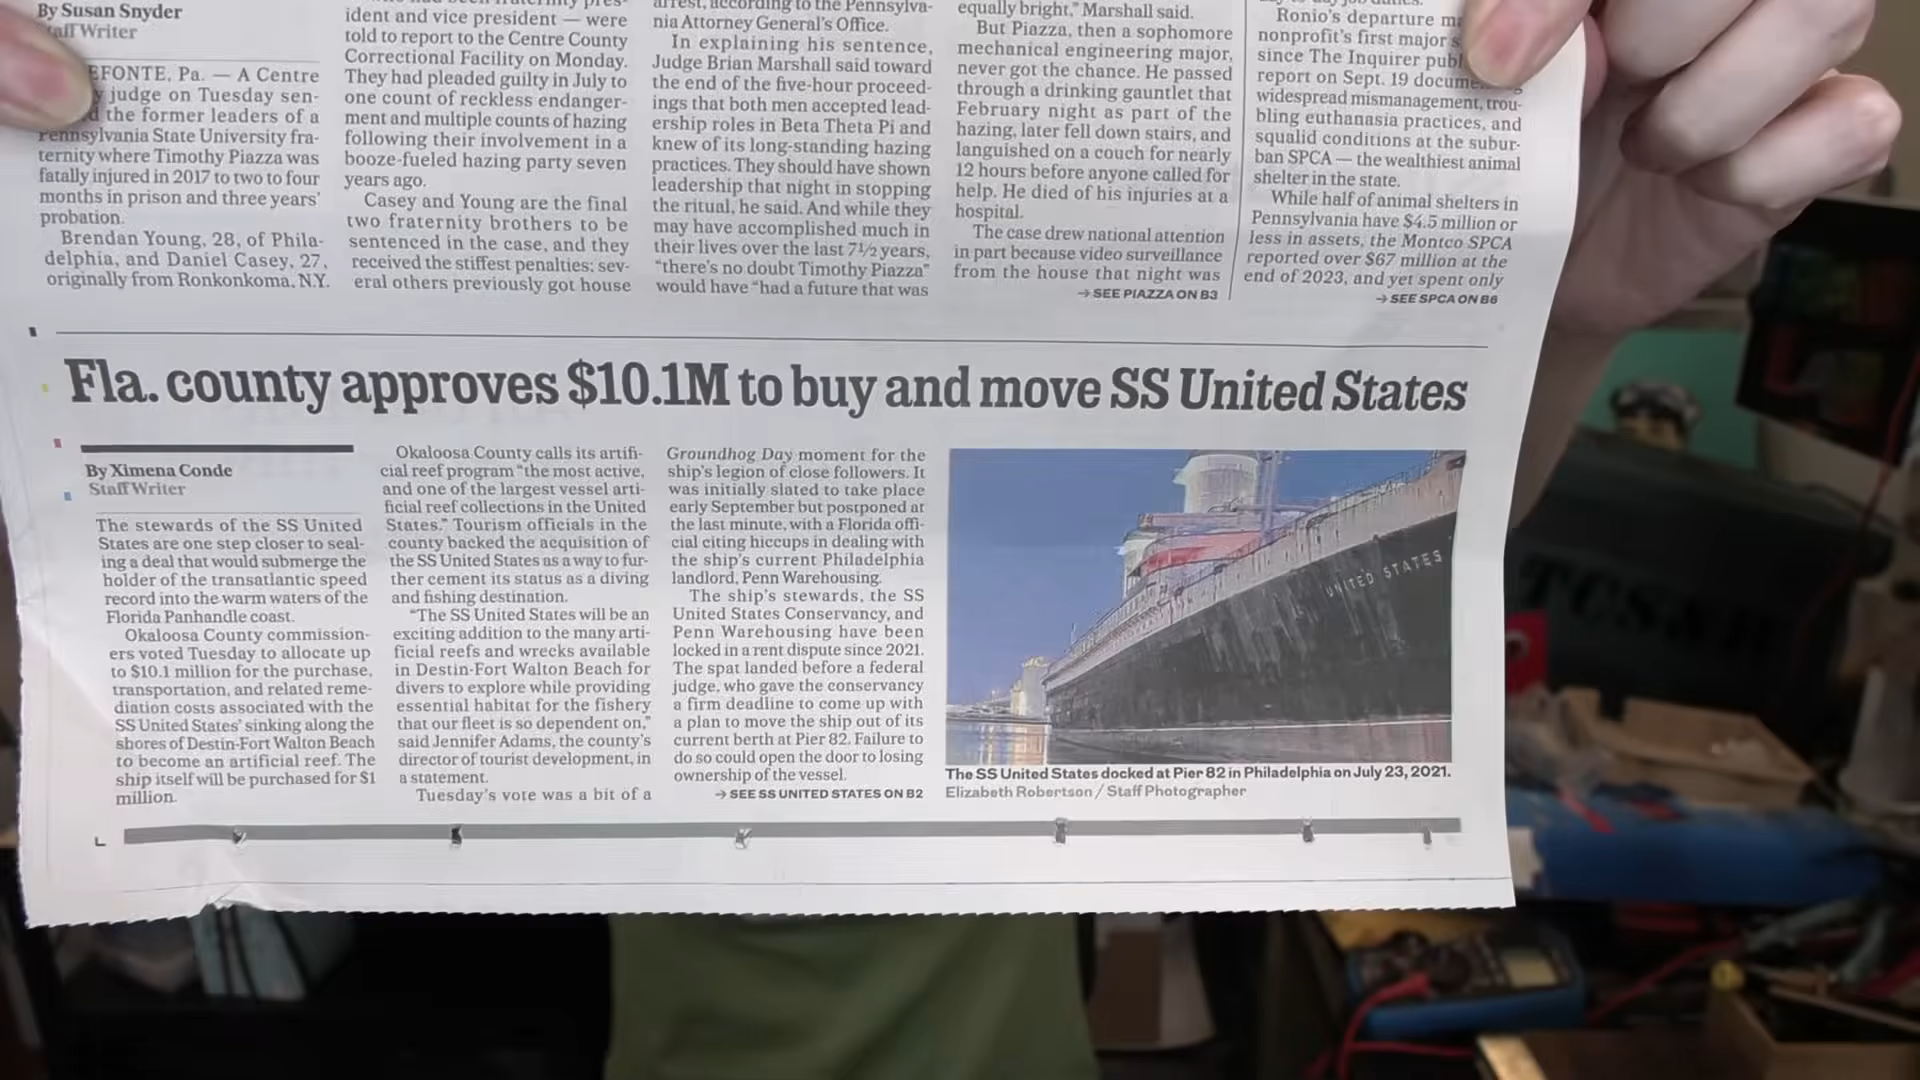 By Susan Snyder
Staff Writer
EFONTE, Pa. — A Centre
judge on Tuesday sen-
the former leaders of a
Pennsylvania State University fra-
ternity where Timothy Piazza was
fatally injured in 2017 to two to four
months in prison and three years'
probation.
Brendan Young, 28, of Phila-
delphia, and Daniel Casey, 27,
originally from Ronkonkoma, N.Y.
ident and vice president — were
told to report to the Centre County
Correctional Facility on Monday.
They had pleaded guilty in July to
one count of reckless endanger-
ment and multiple counts of hazing
following their involvement in a
booze-fueled hazing party seven
years ago.
Casey and Young are the final
two fraternity brothers to be
sentenced in the case, and they
received the stiffest penalties; sev-
eral others previously got house
arrest, according to the Pennsylva-
nia Attorney General's Office.
In explaining his sentence,
Judge Brian Marshall said toward
the end of the five-hour proceed-
ings that both men accepted lead-
ership roles in Beta Theta Pi and
knew of its long-standing hazing
practices. They should have shown
leadership that night in stopping
the ritual, he said. And while they
may have accomplished much in
their lives over the last 7½ years,
"there's no doubt Timothy Piazza"
would have "had a future that was
equally bright," Marshall said.
But Piazza, then a sophomore
mechanical engineering major,
never got the chance. He passed
through a drinking gauntlet that
February night as part of the
hazing, later fell down stairs, and
languished on a couch for nearly
12 hours before anyone called for
help. He died of his injuries at a
hospital.
The case drew national attention
in part because video surveillance
from the house that night was
→ SEE PIAZZA ON B3
Ronio's departure
nonprofit's first major
since The Inquirer
report on Sept. 19
widespread mismanagement, trou-
bling euthanasia practices, and
squalid conditions at the subur-
ban SPCA — the wealthiest animal
shelter in the state.
While half of animal shelters in
Pennsylvania have $4.5 million or
less in assets, the Montco SPCA
reported over $67 million at the
end of 2023, and yet spent only
→ SEE SPCA ON B6
Fla. county approves $10.1M to buy and move SS United States
By Ximena Conde
Staff Writer
The stewards of the SS United
States are one step closer to seal-
ing a deal that would submerge the
holder of the transatlantic speed
record into the warm waters of the
Florida Panhandle coast.
Okaloosa County commission-
ers voted Tuesday to allocate up
to $10.1 million for the purchase,
transportation, and related reme-
diation costs associated with the
SS United States' sinking along the
shores of Destin-Fort Walton Beach
to become an artificial reef. The
ship itself will be purchased for $1
million.
Okaloosa County calls its artifi-
cial reef program "the most active,
and one of the largest vessel arti-
ficial reef collections in the United
States." Tourism officials in the
county backed the acquisition of
the SS United States as a way to fur-
ther cement its status as a diving
and fishing destination.
"The SS United States will be an
exciting addition to the many arti-
ficial reefs and wrecks available
in Destin-Fort Walton Beach for
divers to explore while providing
essential habitat for the fishery
that our fleet is so dependent on,"
said Jennifer Adams, the county's
director of tourist development, in
a statement.
Tuesday's vote was a bit of a
Groundhog Day moment for the
ship's legion of close followers. It
was initially slated to take place
early September but postponed at
the last minute, with a Florida offi-
cial citing hiccups in dealing with
the ship's current Philadelphia
landlord, Penn Warehousing.
The ship's stewards, the SS
United States Conservancy, and
Penn Warehousing have been
locked in a rent dispute since 2021.
The spat landed before a federal
judge, who gave the conservancy
a firm deadline to come up with
a plan to move the ship out of its
current berth at Pier 82. Failure to
do so could open the door to losing
ownership of the vessel.
→ SEE SS UNITED STATES ON B2
UNITED STATES
The SS United States docked at Pier 82 in Philadelphia on July 23, 2021.
Elizabeth Robertson / Staff Photographer